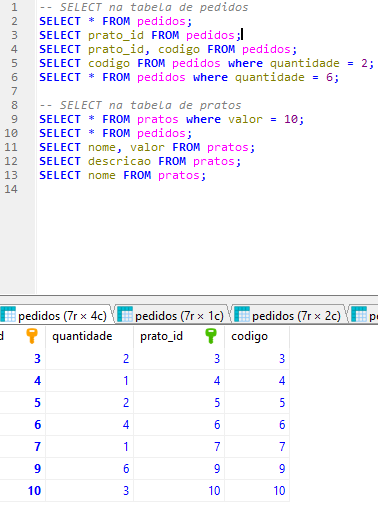 1 -- SELECT na tabela de pedidos
2 SELECT * FROM pedidos;
3 SELECT prato_id FROM pedidos;
4 SELECT prato_id, codigo FROM pedidos;
5 SELECT codigo FROM pedidos where quantidade = 2;
6 SELECT * FROM pedidos where quantidade = 6;
7
8 -- SELECT na tabela de pratos
9 SELECT * FROM pratos where valor = 10;
10 SELECT * FROM pedidos;
11 SELECT nome, valor FROM pratos;
12 SELECT descricao FROM pratos;
13 SELECT nome FROM pratos;
14
pedidos (7r × 4c) pedidos (7r × 1c) pedidos (7r × 2c) pe
d quantidade prato_id codigo
3 2 3 3
4 1 4 4
5 2 5 5
6 4 6 6
7 1 7 7
9 6 9 9
10 3 10 10